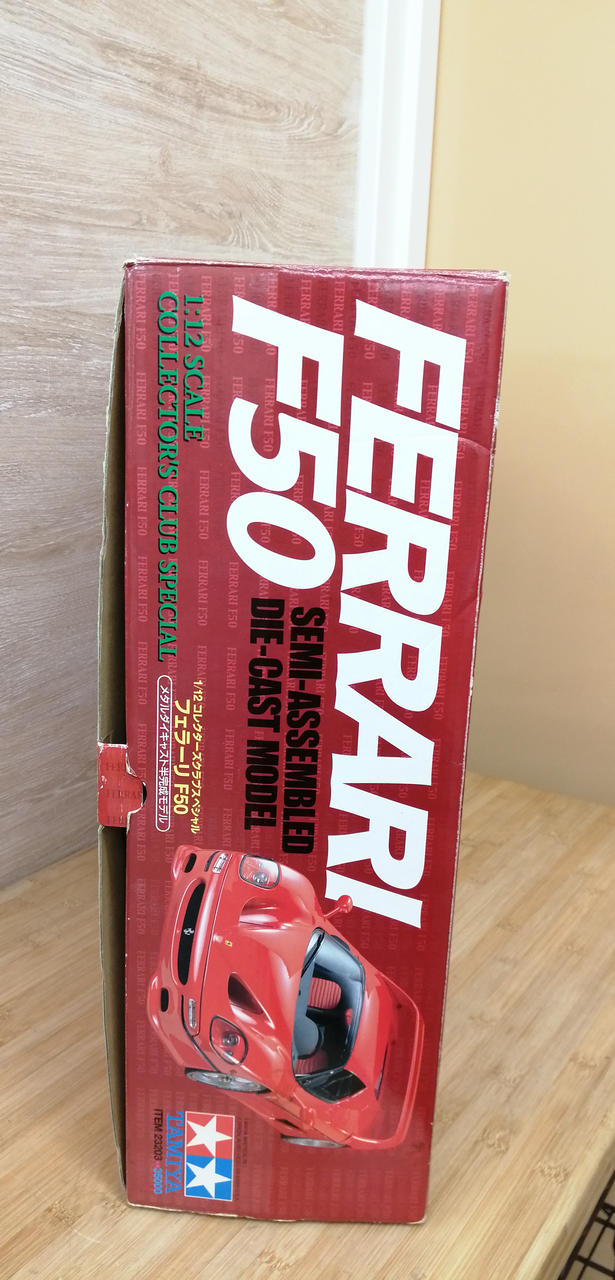 FERRARI
F50
SEMI-ASSEMBLED
DIE-CAST MODEL
1:12 SCALE
COLLECTOR'S CLUB SPECIAL
1/12 コレクターズクラブスペシャル
フェラーリ F50
メタルダイキャスト半完成モデル
TAMIYA
ITEM 23203